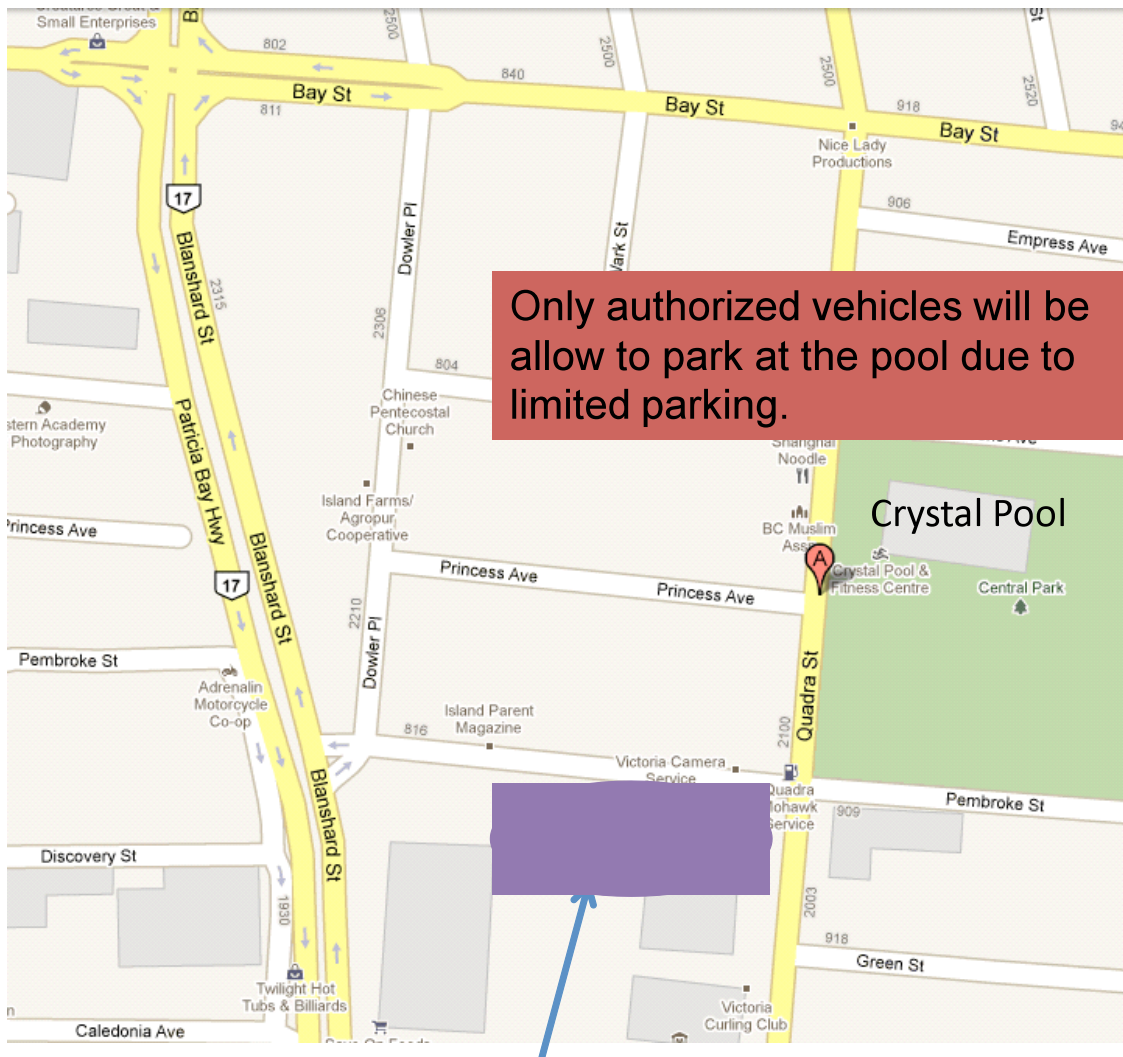 Small Enterprises
802
2500
2500
2500
2520
840
Bay St
811
Bay St
918
Bay St
Nice Lady
Productions
17
906
Empress Ave
Blanshard St
2315
Dowler Pl
Only authorized vehicles will be
allow to park at the pool due to
limited parking.
2306
804
Chinese
Pentecostal
Church
Academy
Photography
Patricia Bay Hwy
Shanghai
Noodle
Crystal Pool
Island Farms/
Agropur
Cooperative
BC Muslim
Princess Ave
Blanshard St
A
Princess Ave
Princess Ave
Crystal Pool &
Fitness Centre
Central Park
17
2210
Dowler Pl
Pembroke St
Quadra St
Adrenalin
Motorcycle
Co-op
Island Parent
Magazine
816
2100
Victoria Camera
Service
Blanshard St
Quadra
Mohawk
Service
909
Pembroke St
Discovery St
1930
2003
918
Green St
Twilight Hot
Tubs & Billiards
Victoria
Curling Club
Caledonia Ave